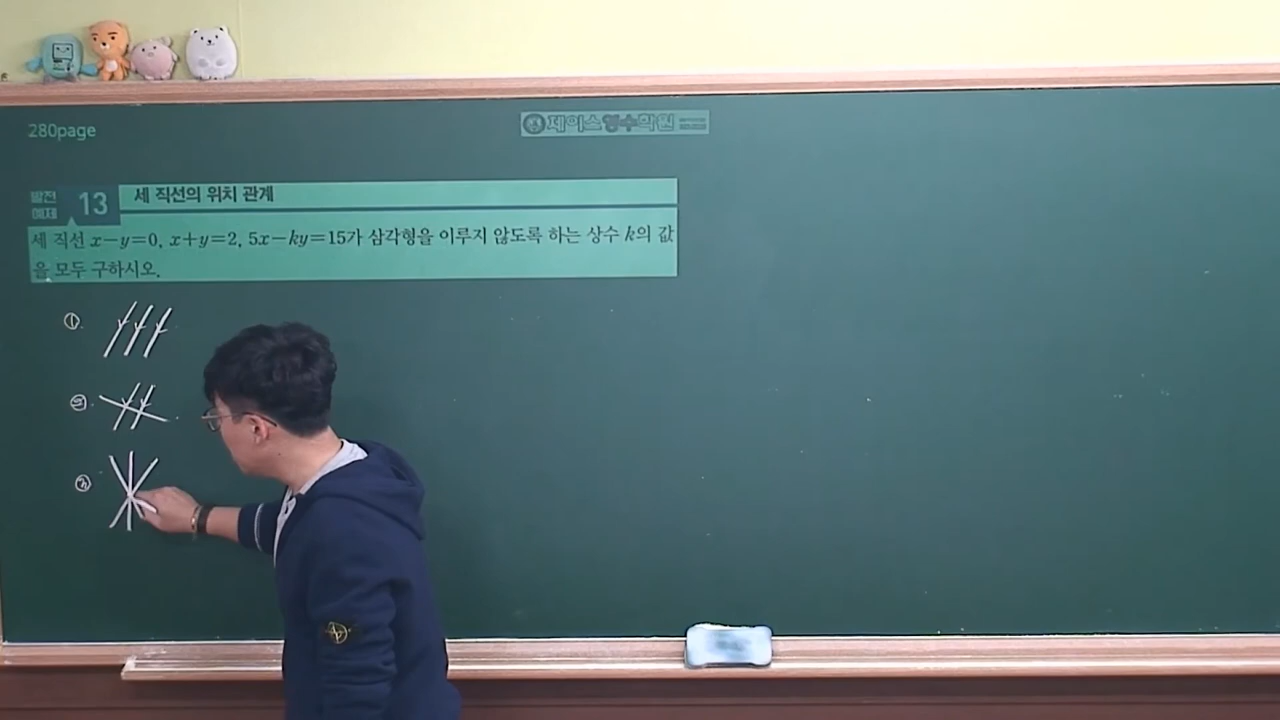 280page
제이스영수학원
발전
예제 13 세 직선의 위치 관계
세 직선 x−y=0, x+y=2, 5x−ky=15가 삼각형을 이루지 않도록 하는 상수 k의 값
을 모두 구하시오.
①
②
③